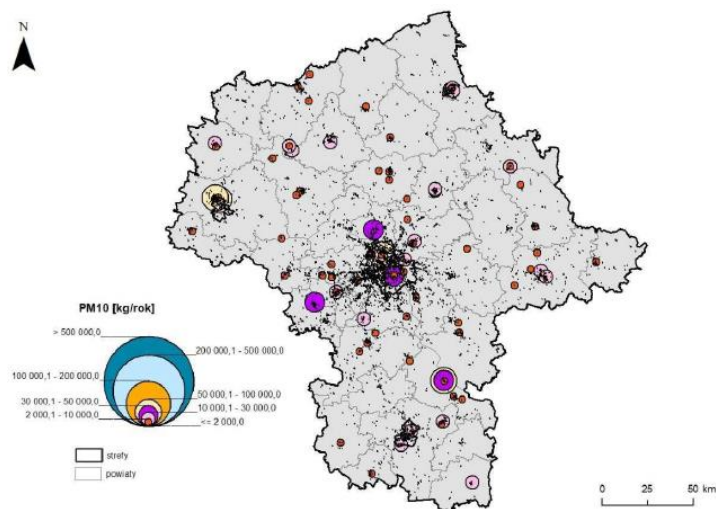 N
PM10 [kg/rok]
> 500 000,0
200 000,1 - 500 000,0
100 000,1 - 200 000,0
50 000,1 - 100 000,0
30 000,1 - 50 000,0
10 000,1 - 30 000,0
2 000,1 - 10 000,0
<= 2 000,0
strefy
powiaty
0 25 50 km